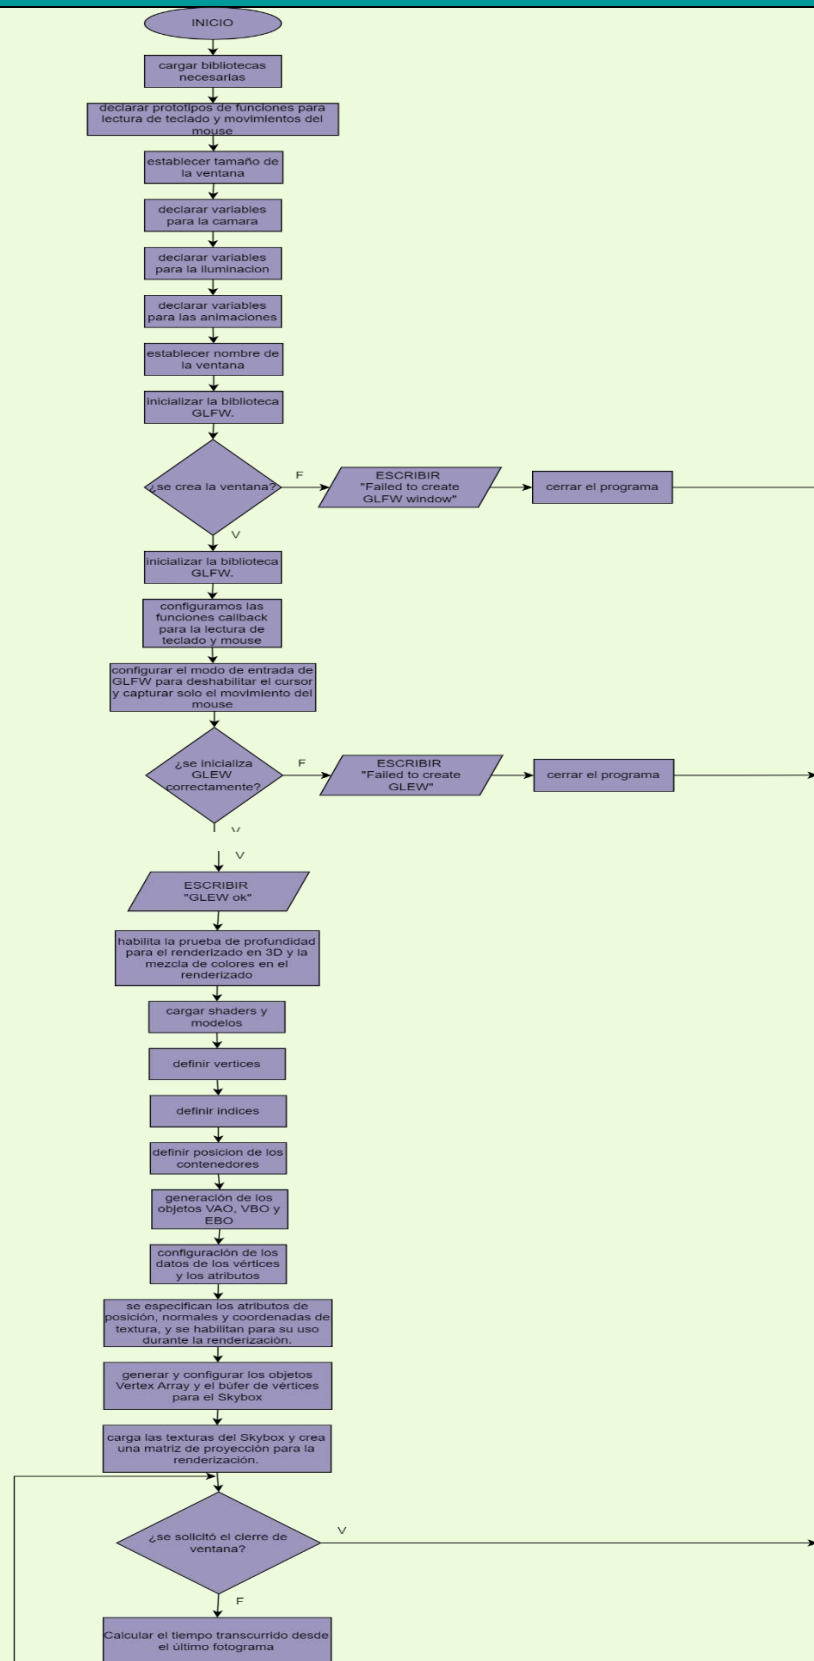 INICIO
cargar bibliotecas
necesarias
declarar prototipos de funciones para
lectura de teclado y movimientos del
mouse
establecer tamaño de
la ventana
declarar variables
para la camara
declarar variables
para la iluminacion
declarar variables
para las animaciones
establecer nombre de
la ventana
inicializar la biblioteca
GLFW.
¿se crea la ventana?
F
ESCRIBIR
"Failed to create
GLFW window"
cerrar el programa
V
inicializar la biblioteca
GLFW.
configuramos las
funciones callback
para la lectura de
teclado y mouse
configurar el modo de entrada de
GLFW para deshabilitar el cursor
y capturar solo el movimiento del
mouse
¿se inicializa
GLEW
correctamente?
F
ESCRIBIR
"Failed to create
GLEW"
cerrar el programa
V
V
ESCRIBIR
"GLEW ok"
habilita la prueba de profundidad
para el renderizado en 3D y la
mezcla de colores en el
renderizado
cargar shaders y
modelos
definir vertices
definir indices
definir posicion de los
contenedores
generación de los
objetos VAO, VBO y
EBO
configuración de los
datos de los vértices
y los atributos
se especifican los atributos de
posición, normales y coordenadas de
textura, y se habilitan para su uso
durante la renderización.
generar y configurar los objetos
Vertex Array y el búfer de vértices
para el Skybox
carga las texturas del Skybox y crea
una matriz de proyección para la
renderización.
¿se solicitó el cierre de
ventana?
V
F
Calcular el tiempo transcurrido desde
el último fotograma